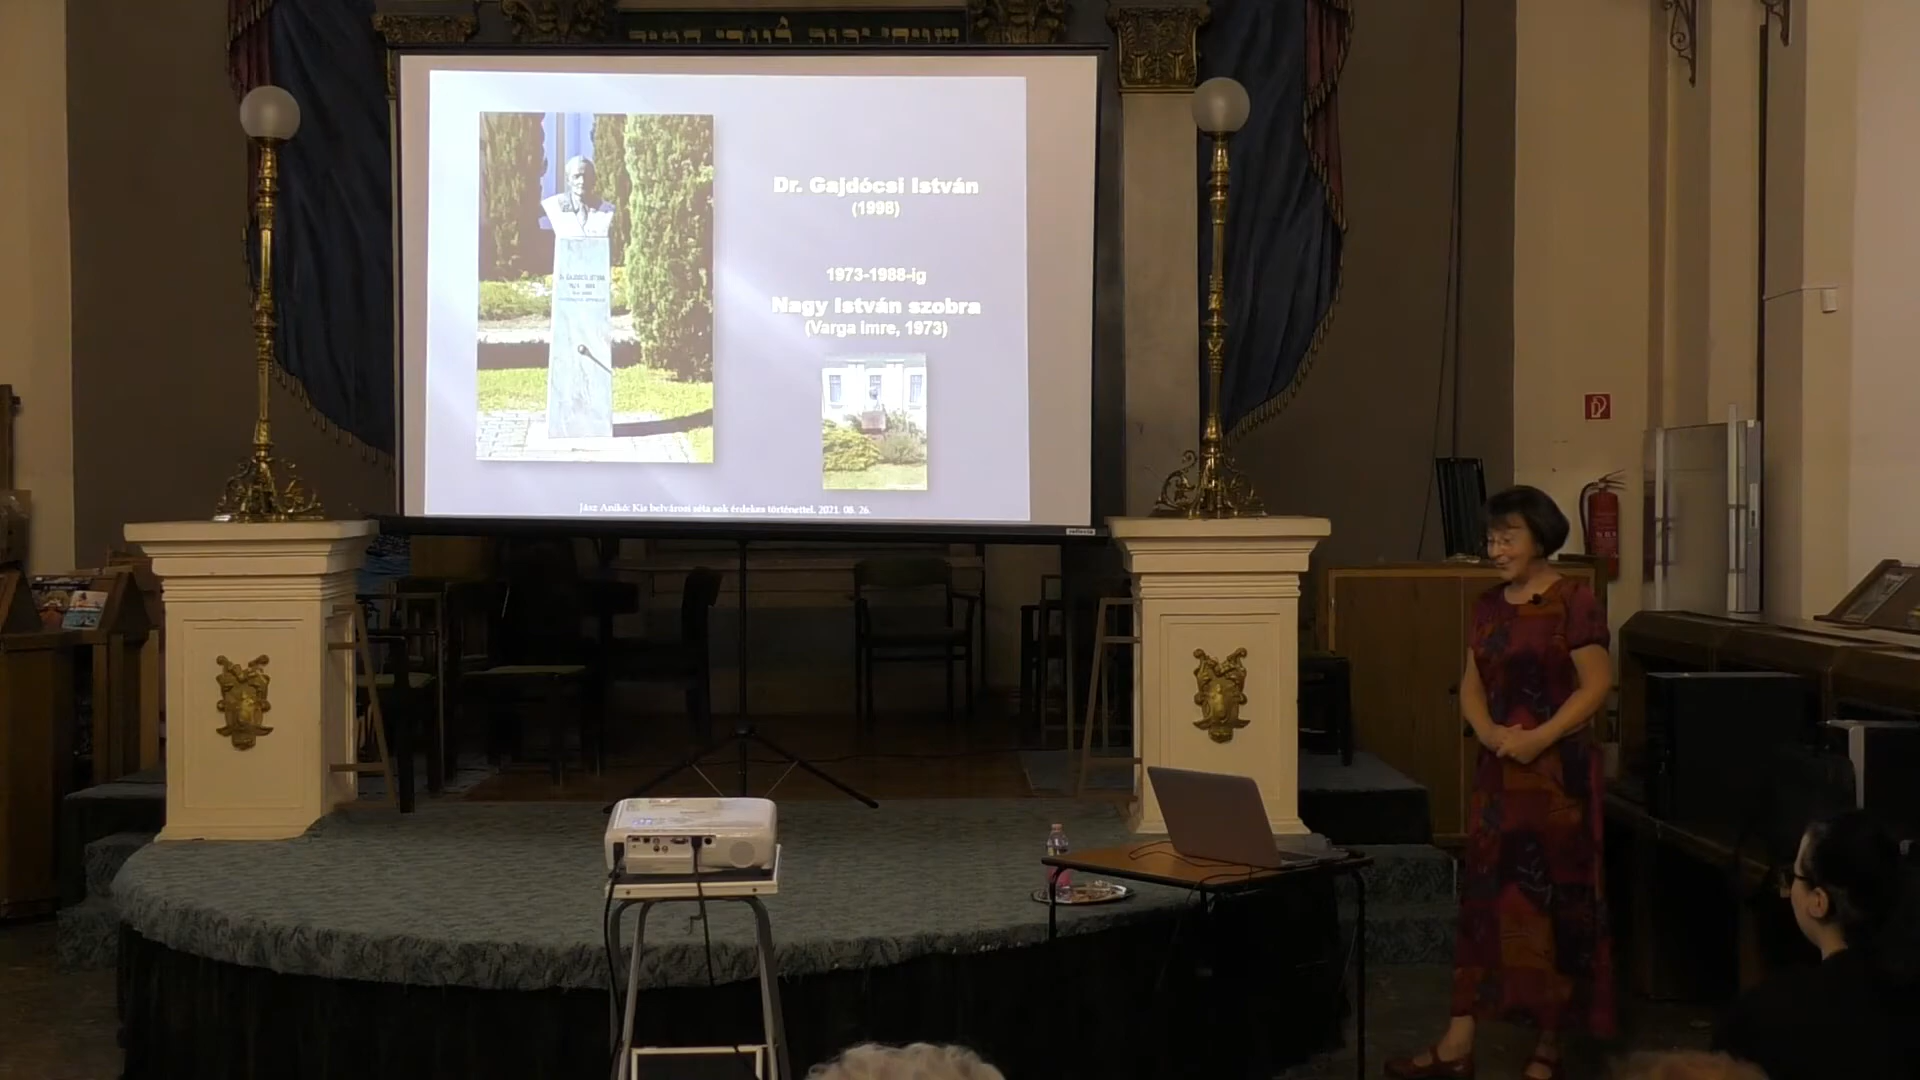 Dr. Gajdócsi István
(1998)
1973-1988-ig
Nagy István szobra
(Varga Imre, 1973)
Jász Anikó: Kis belvárosi séta sok érdekes történettel, 2021. 08. 26.